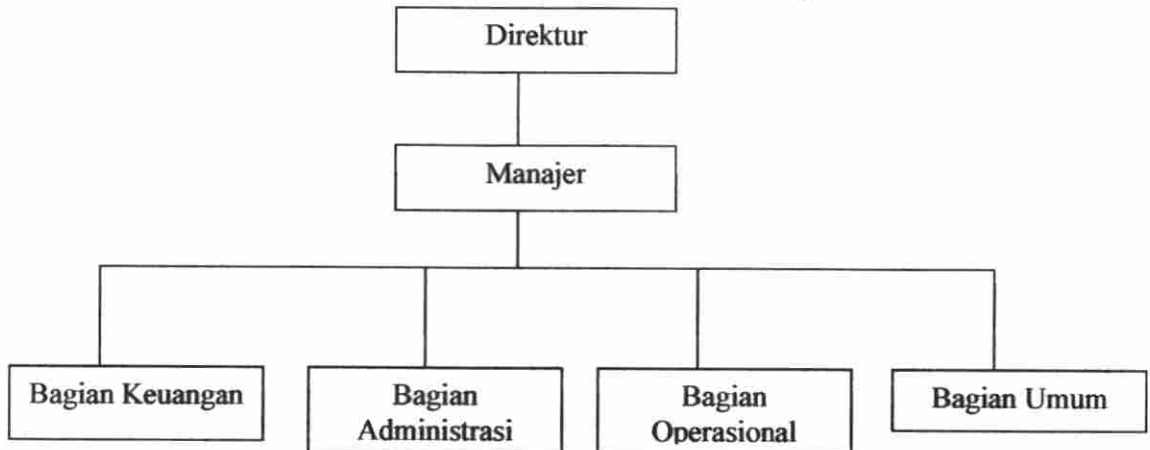 Direktur
Manajer
Bagian Keuangan
Bagian
Administrasi
Bagian
Operasional
Bagian Umum